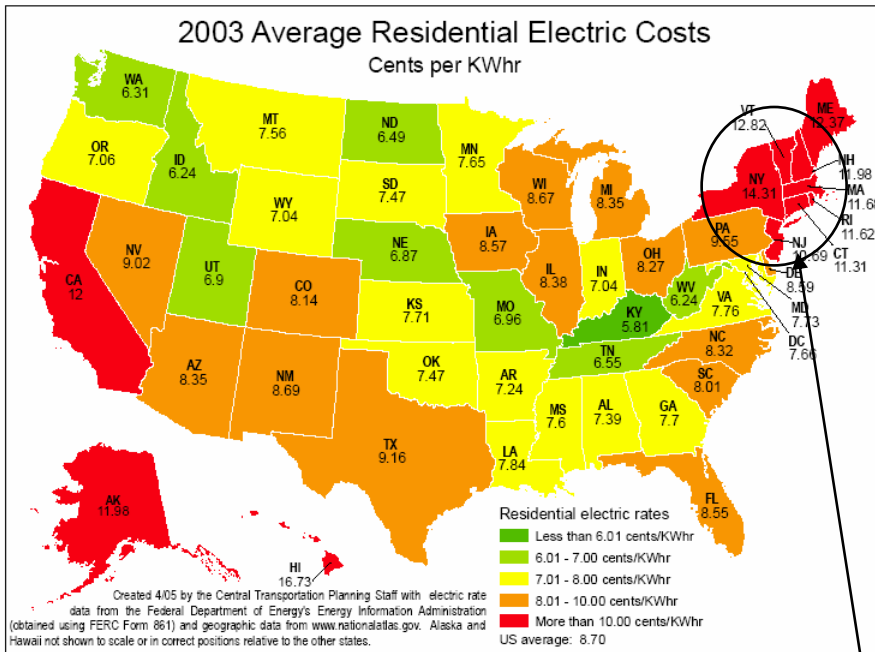 2003 Average Residential Electric Costs
Cents per KWhr
WA
6.31
MT
7.56
ND
6.49
MN
7.65
OR
7.06
ID
6.24
WY
7.04
SD
7.47
WI
8.67
MI
8.35
VT
12.82
ME
12.37
NH
11.98
MA
11.68
RI
11.62
CT
11.31
NY
14.31
PA
9.55
NJ
10.69
DE
8.59
MD
7.73
DC
7.66
NV
9.02
UT
6.9
CO
8.14
NE
6.87
IA
8.57
IL
8.38
IN
7.04
OH
8.27
WV
6.24
VA
7.76
CA
12
KS
7.71
MO
6.96
KY
5.81
TN
6.55
NC
8.32
SC
8.01
AZ
8.35
NM
8.69
OK
7.47
AR
7.24
MS
7.6
AL
7.39
GA
7.7
TX
9.16
LA
7.84
FL
8.55
AK
11.98
HI
16.73
Residential electric rates
Less than 6.01 cents/KWhr
6.01 - 7.00 cents/KWhr
7.01 - 8.00 cents/KWhr
8.01 - 10.00 cents/KWhr
More than 10.00 cents/KWhr
US average: 8.70
Created 4/05 by the Central Transportation Planning Staff with electric rate
data from the Federal Department of Energy's Energy Information Administration
(obtained using FERC Form 861) and geographic data from www.nationalatlas.gov. Alaska and
Hawaii not shown to scale or in correct positions relative to the other states.